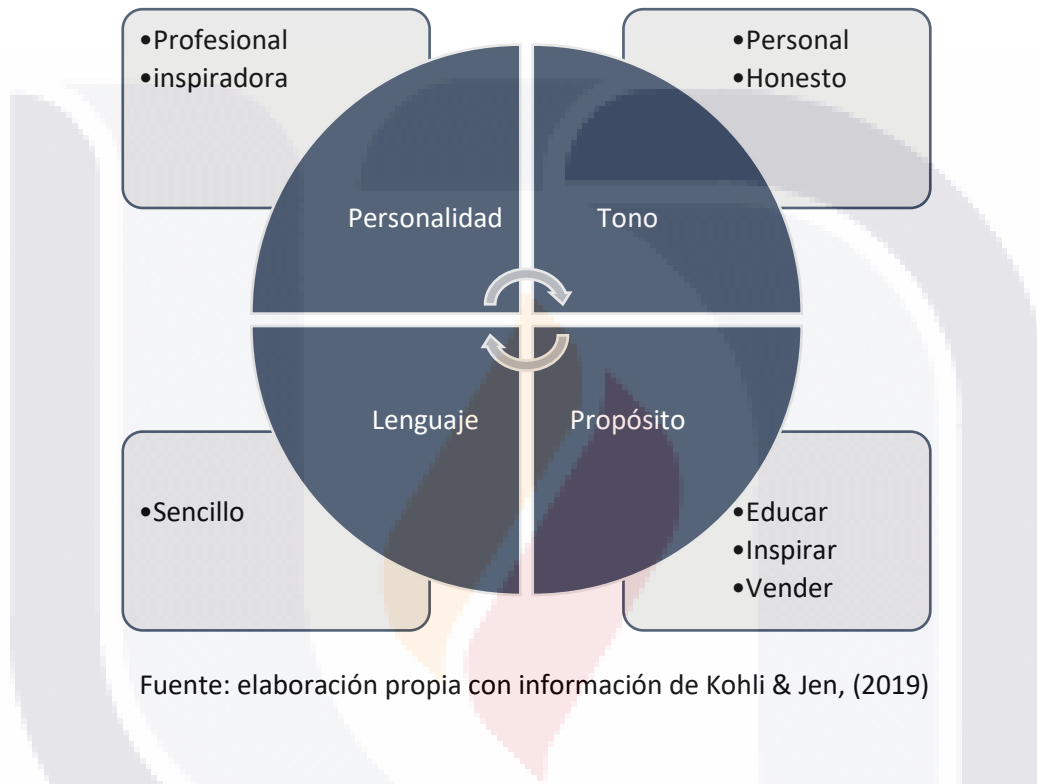 •Profesional
•inspiradora
•Personal
•Honesto
Personalidad
Tono
Lenguaje
Propósito
•Sencillo
•Educar
•Inspirar
•Vender
Fuente: elaboración propia con información de Kohli & Jen, (2019)